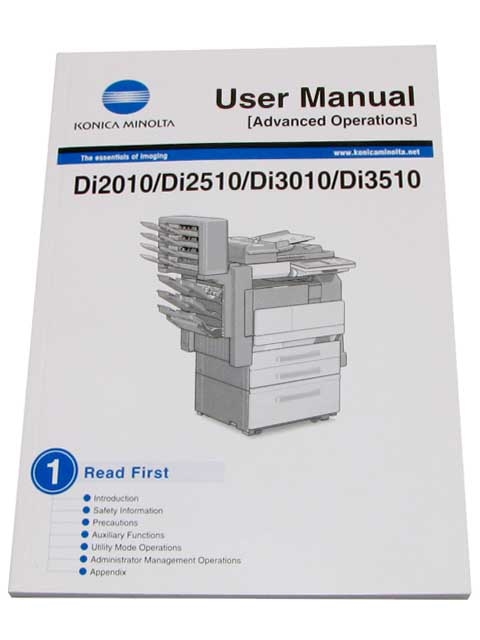 KONICA MINOLTA
User Manual
[Advanced Operations]
The essentials of imaging
www.konicaminolta.net
Di2010/Di2510/Di3010/Di3510
1 Read First
Introduction
Safety Information
Precautions
Auxiliary Functions
Utility Mode Operations
Administrator Management Operations
Appendix